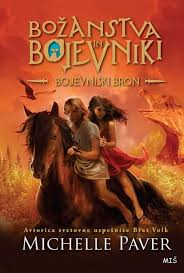 BOŽANSTVA
IN
BOJEVNIKI
BOJEVNIŠKI BRON
Avtorica svetovne uspešnice Brat Volk
MICHELLE PAVER
MIŠ